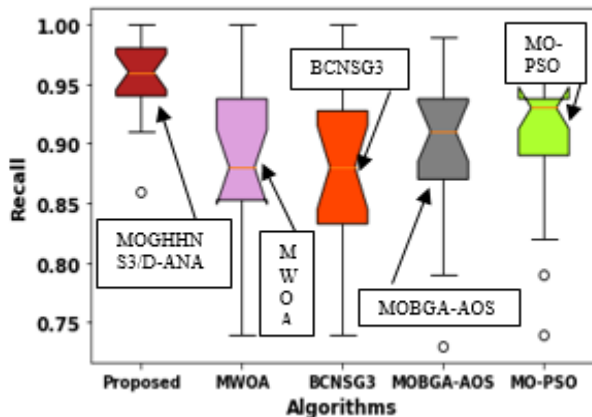 1.00
0.95
0.90
0.85
0.80
0.75
Recall
BCNSG3
MO-
PSO
MOGHHN
S3/D-ANA
M
W
O
A
MOBGA-AOS
Proposed MWOA BCNSG3 MOBGA-AOS MO-PSO
Algorithms